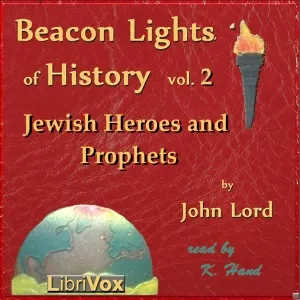 Beacon Lights
of History vol. 2
Jewish Heroes and
Prophets
by
John Lord
read by
K. Hand
LibriVox